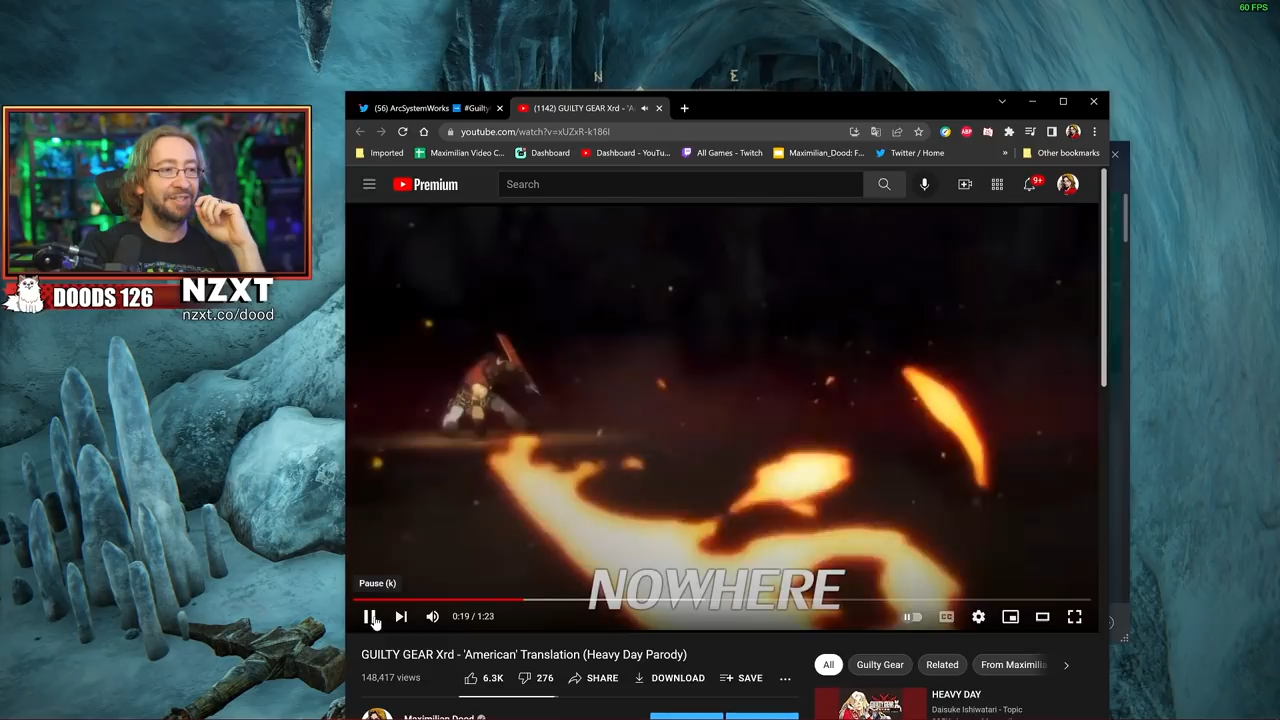 60 FPS
N E
(56) ArcSystemWorks #Guilty
(1142) GUILTY GEAR Xrd - 'A
youtube.com/watch?v=xUZxR-k186I
Imported
Maximilian Video C...
Dashboard
Dashboard - YouTu...
All Games - Twitch
Maximilian_Dood: F...
Twitter / Home
»
Other bookmarks
Premium
Search
9+
DOODS 126
NZXT
nzxt.co/dood
NOWHERE
Pause (k)
0:19 / 1:23
CC
GUILTY GEAR Xrd - 'American' Translation (Heavy Day Parody)
148,417 views
6.3K
276
SHARE
DOWNLOAD
SAVE
...
All
Guilty Gear
Related
From Maximilia
HEAVY DAY
Daisuke Ishiwatari - Topic
Maximilian Dood